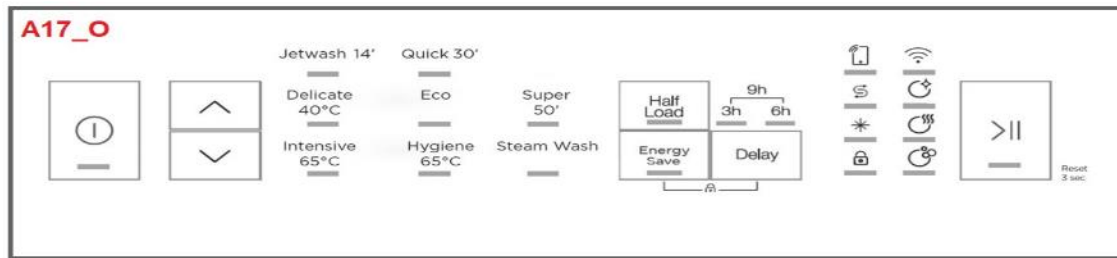 A17_O
Jetwash 14' Quick 30'
Delicate
40°C
Eco
Super
50'
Intensive
65°C
Hygiene
65°C
Steam Wash
Half
Load
9h
3h 6h
Energy
Save
Delay
Reset
3 sec